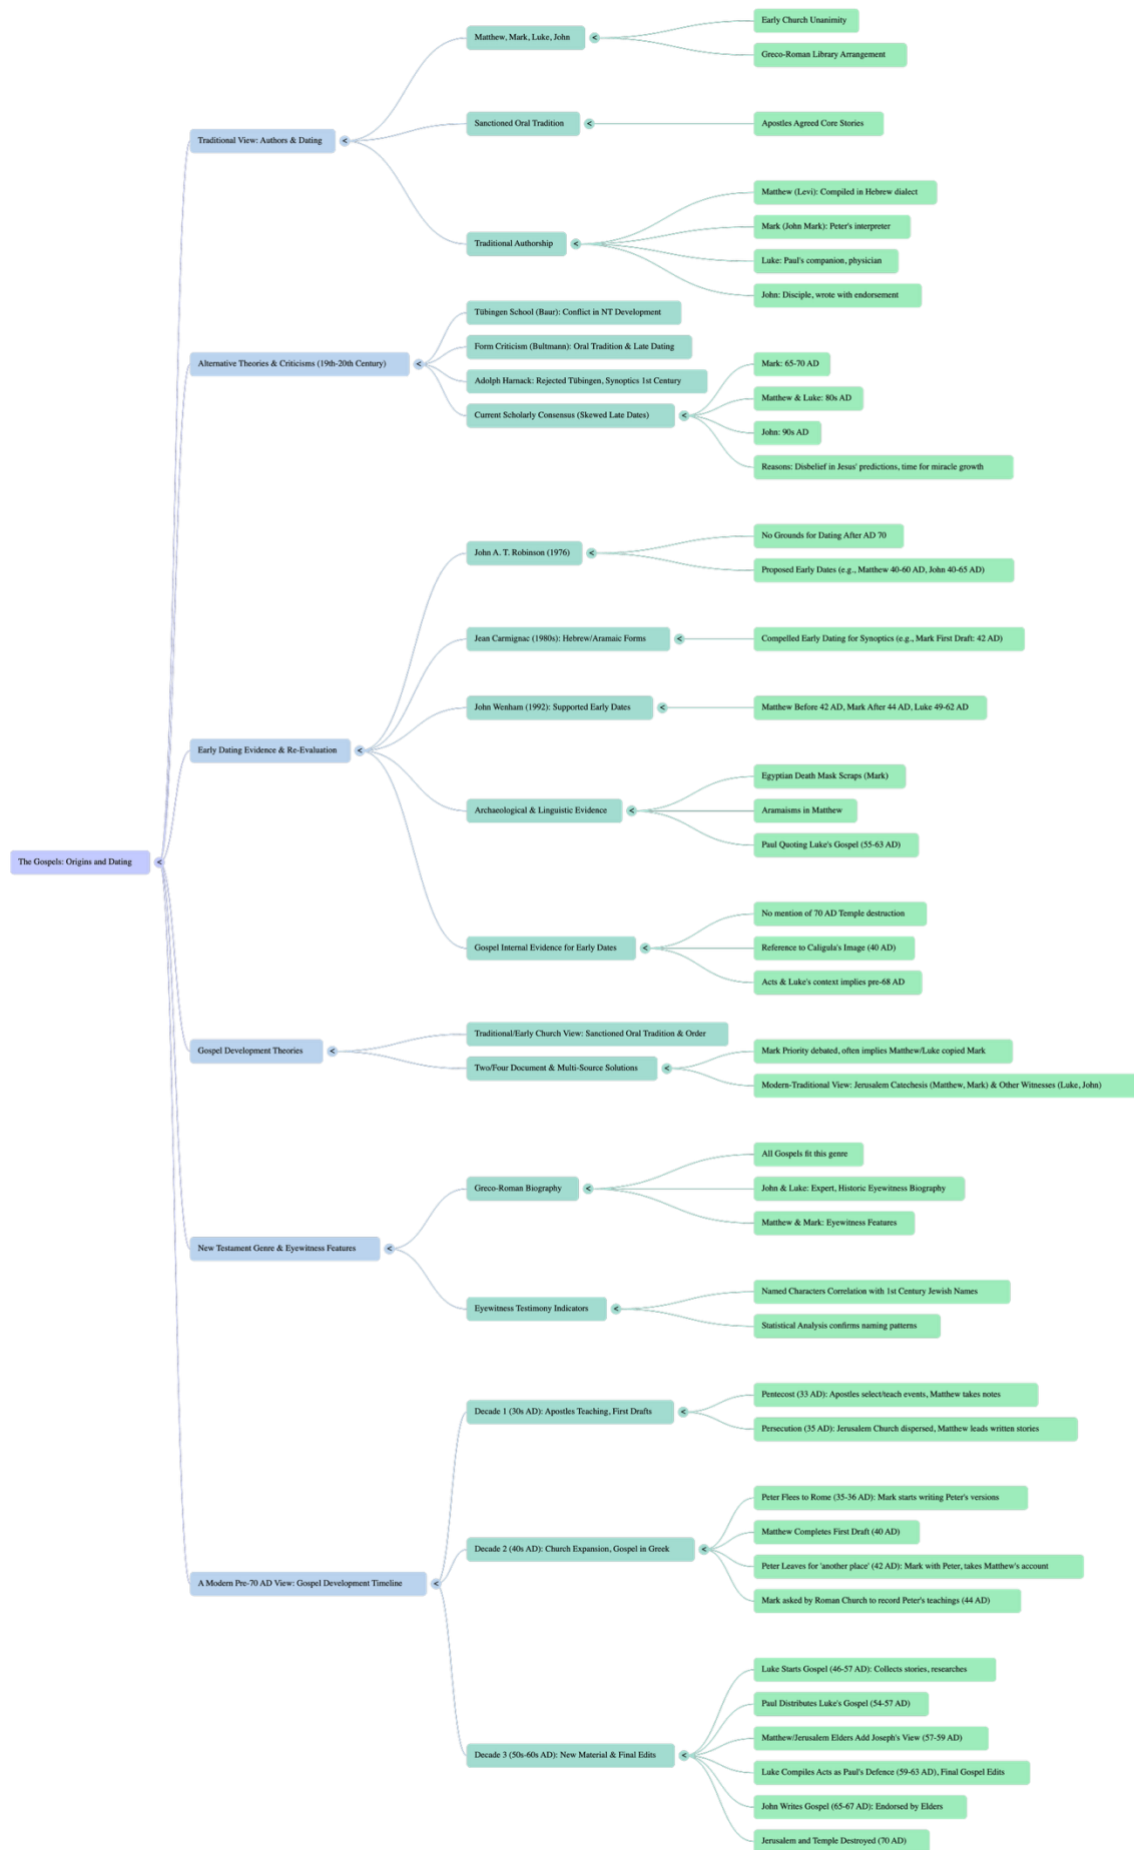 The Gospels: Origins and Dating
Traditional View: Authors & Dating
Matthew, Mark, Luke, John
Early Church Unanimity
Greco-Roman Library Arrangement
Sanctioned Oral Tradition
Apostles Agreed Core Stories
Traditional Authorship
Matthew (Levi): Compiled in Hebrew dialect
Mark (John Mark): Peter's interpreter
Luke: Paul's companion, physician
John: Disciple, wrote with endorsement
Alternative Theories & Criticisms (19th-20th Century)
Tübingen School (Baur): Conflict in NT Development
Form Criticism (Bultmann): Oral Tradition & Late Dating
Adolph Harnack: Rejected Tübingen, Synoptics 1st Century
Current Scholarly Consensus (Skewed Late Dates)
Mark: 65-70 AD
Matthew & Luke: 80s AD
John: 90s AD
Reasons: Disbelief in Jesus' predictions, time for miracle growth
Early Dating Evidence & Re-Evaluation
John A. T. Robinson (1976)
No Grounds for Dating After AD 70
Proposed Early Dates (e.g., Matthew 40-60 AD, John 40-65 AD)
Jean Carmignac (1980s): Hebrew/Aramaic Forms
Compelled Early Dating for Synoptics (e.g., Mark First Draft: 42 AD)
John Wenham (1992): Supported Early Dates
Matthew Before 42 AD, Mark After 44 AD, Luke 49-62 AD
Archaeological & Linguistic Evidence
Egyptian Death Mask Scraps (Mark)
Aramaisms in Matthew
Paul Quoting Luke's Gospel (55-63 AD)
Gospel Internal Evidence for Early Dates
No mention of 70 AD Temple destruction
Reference to Caligula's Image (40 AD)
Acts & Luke's context implies pre-68 AD
Gospel Development Theories
Traditional/Early Church View: Sanctioned Oral Tradition & Order
Two/Four Document & Multi-Source Solutions
Mark Priority debated, often implies Matthew/Luke copied Mark
Modern-Traditional View: Jerusalem Catechesis (Matthew, Mark) & Other Witnesses (Luke, John)
New Testament Genre & Eyewitness Features
Greco-Roman Biography
All Gospels fit this genre
John & Luke: Expert, Historic Eyewitness Biography
Matthew & Mark: Eyewitness Features
Eyewitness Testimony Indicators
Named Characters Correlation with 1st Century Jewish Names
Statistical Analysis confirms naming patterns
A Modern Pre-70 AD View: Gospel Development Timeline
Decade 1 (30s AD): Apostles Teaching, First Drafts
Pentecost (33 AD): Apostles select/teach events, Matthew takes notes
Persecution (35 AD): Jerusalem Church dispersed, Matthew leads written stories
Decade 2 (40s AD): Church Expansion, Gospel in Greek
Peter Flees to Rome (35-36 AD): Mark starts writing Peter's versions
Matthew Completes First Draft (40 AD)
Peter Leaves for 'another place' (42 AD): Mark with Peter, takes Matthew's account
Mark asked by Roman Church to record Peter's teachings (44 AD)
Decade 3 (50s-60s AD): New Material & Final Edits
Luke Starts Gospel (46-57 AD): Collects stories, researches
Paul Distributes Luke's Gospel (54-57 AD)
Matthew/Jerusalem Elders Add Joseph's View (57-59 AD)
Luke Compiles Acts as Paul's Defence (59-63 AD), Final Gospel Edits
John Writes Gospel (65-67 AD): Endorsed by Elders
Jerusalem and Temple Destroyed (70 AD)